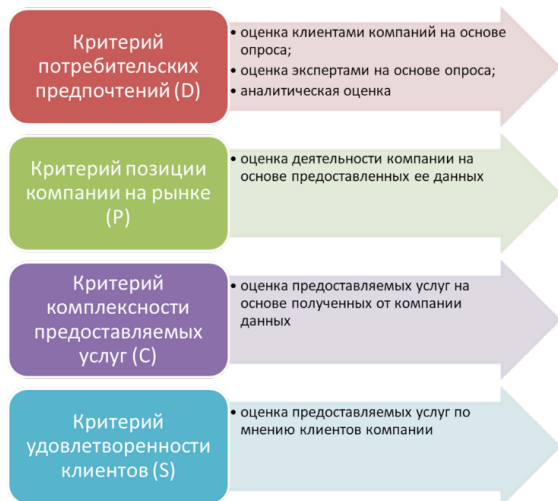 Критерий
потребительских
предпочтений (D)
• оценка клиентами компаний на основе
опроса;
• оценка экспертами на основе опроса;
• аналитическая оценка
Критерий позиции
компании на рынке
(P)
• оценка деятельности компании на
основе предоставленных ее данных
Критерий
комплексности
предоставляемых
услуг (C)
• оценка предоставляемых услуг на
основе полученных от компании
данных
Критерий
удовлетворенности
клиентов (S)
• оценка предоставляемых услуг по
мнению клиентов компании